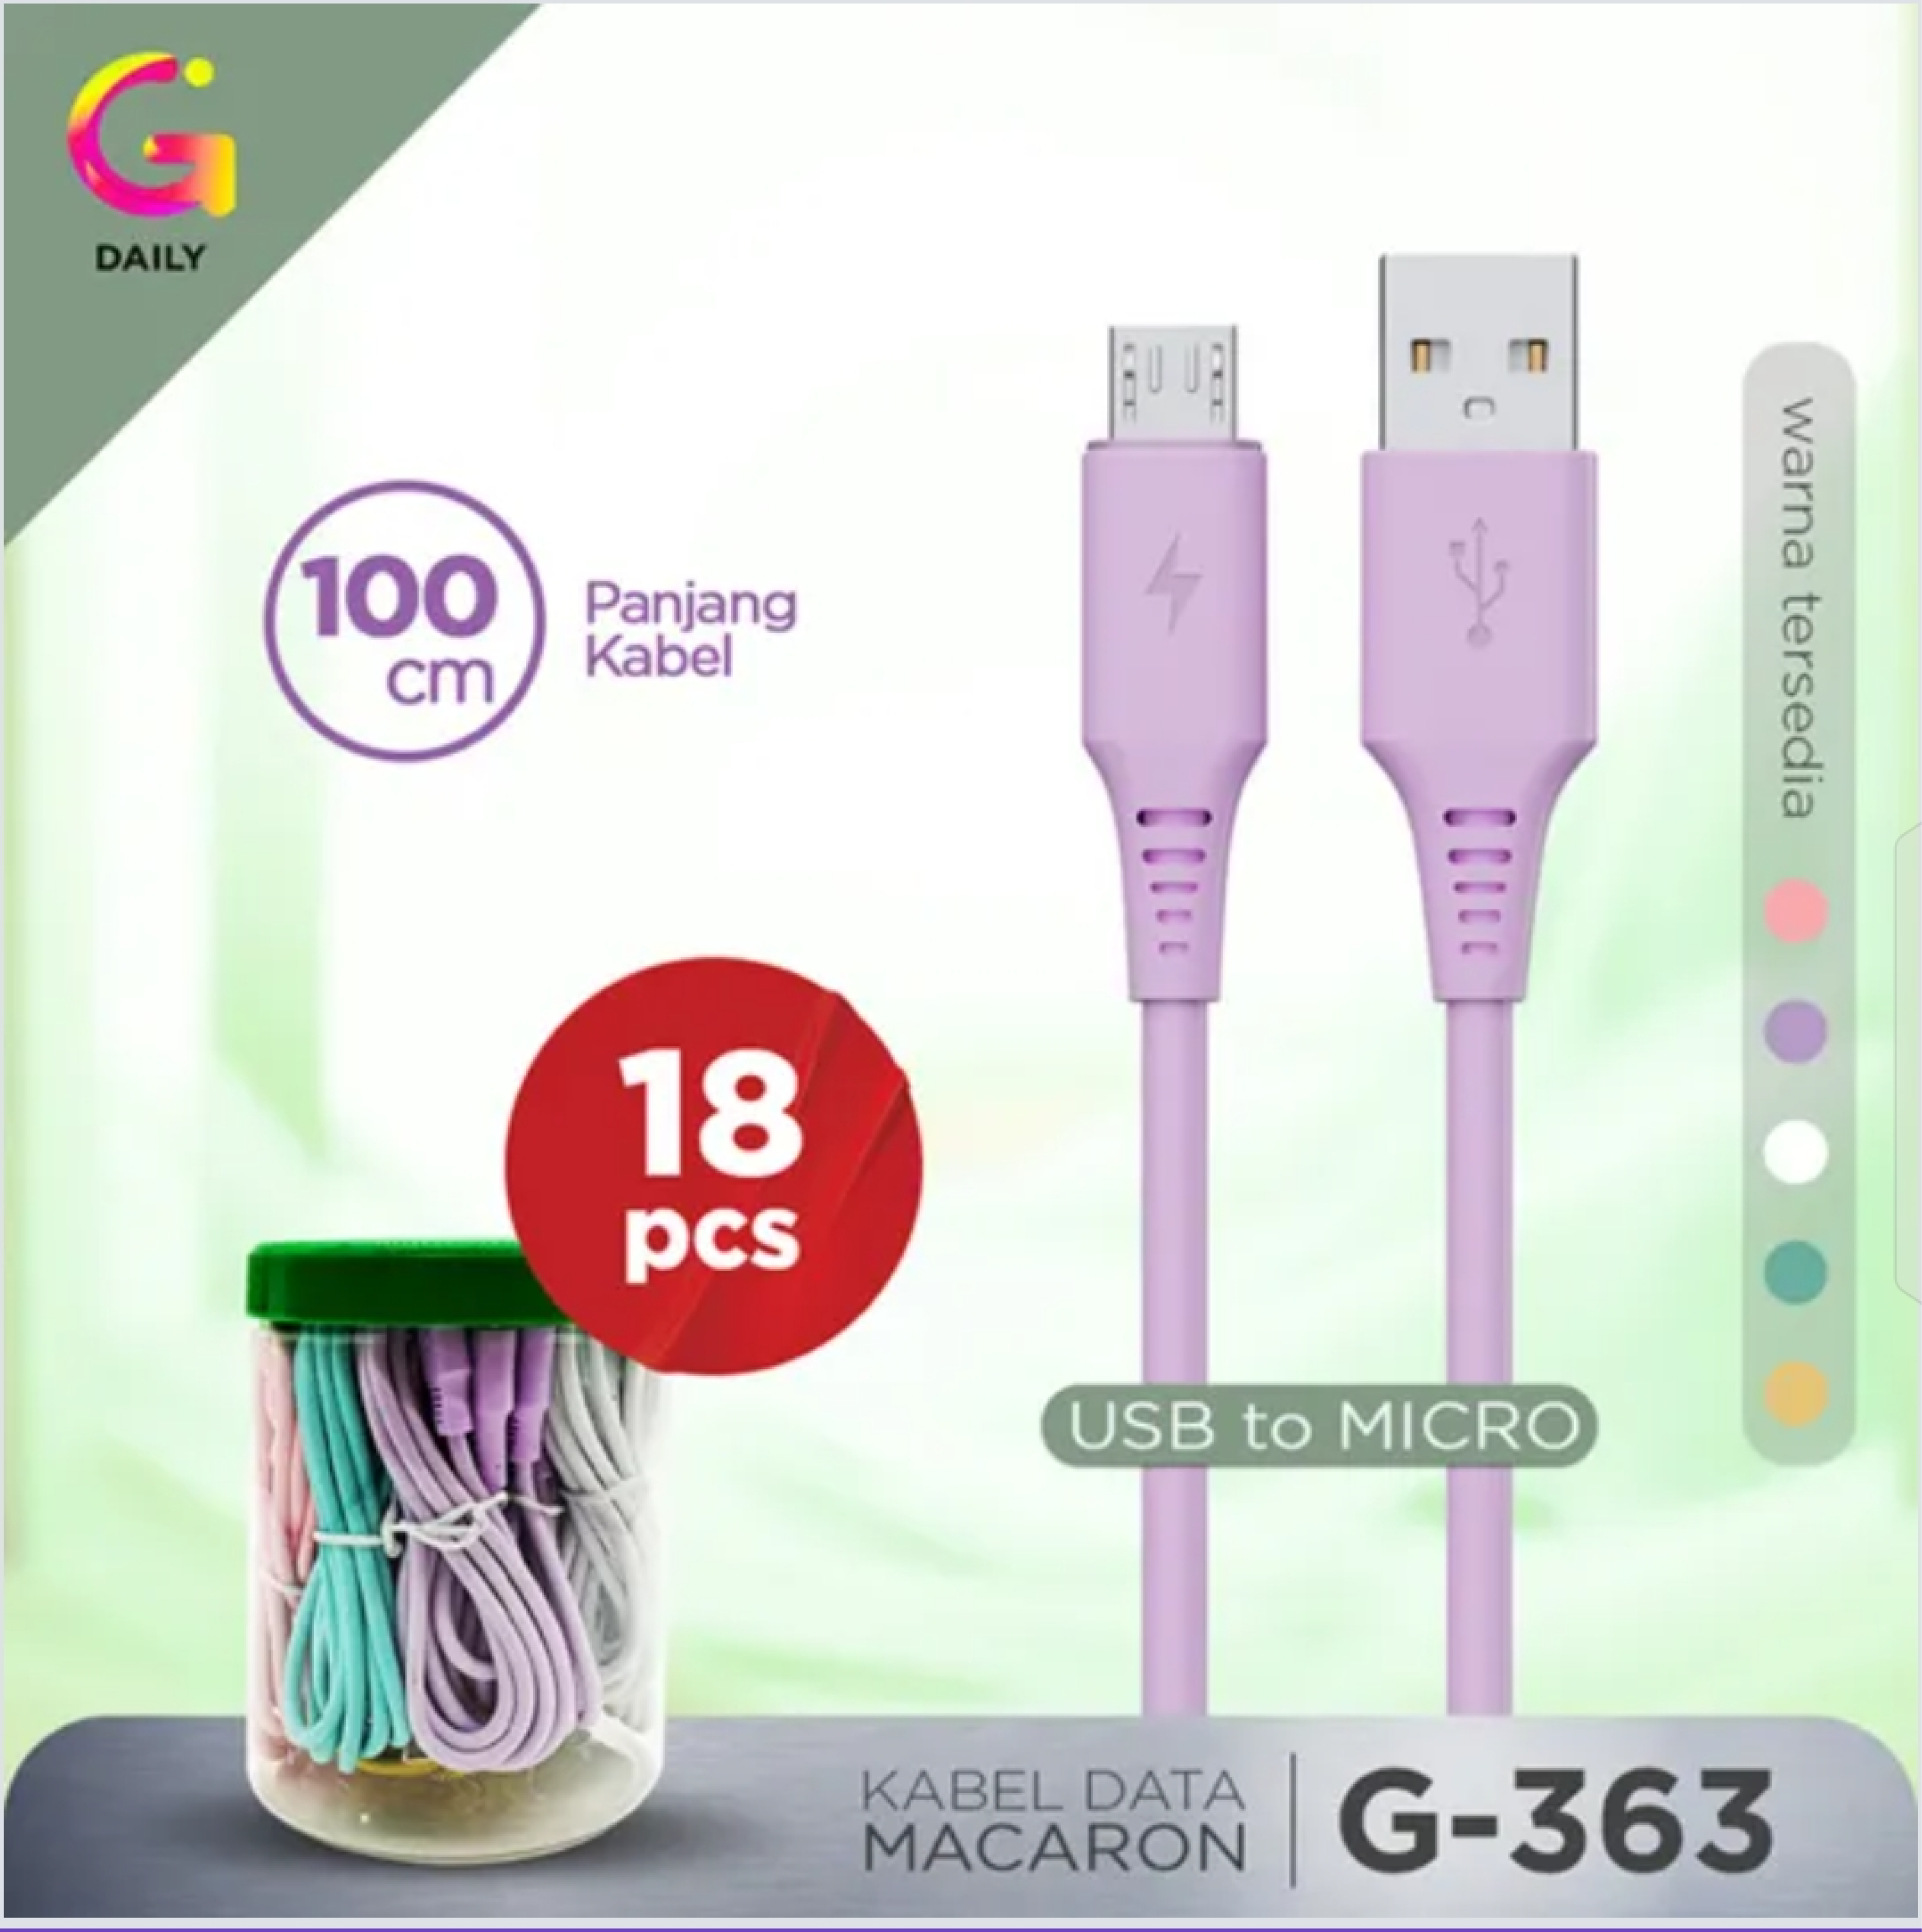 G
DAILY
100
cm
Panjang
Kabel
warna tersedia
18
pcs
USB to MICRO
KABEL DATA
MACARON
G-363